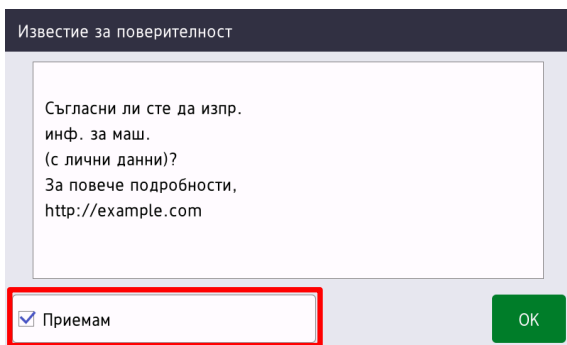 Известие за поверителност
Съгласни ли сте да изпр.
инф. за маш.
(с лични данни)?
За повече подробности,
http://example.com
Приемам
OK